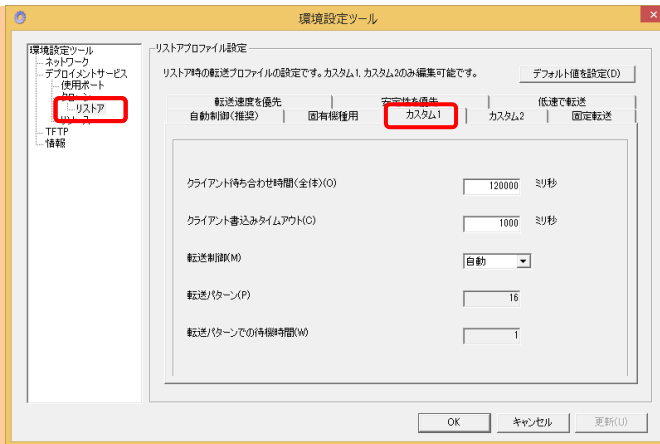 環境設定ツール
環境設定ツール
ネットワーク
デプロイメントサービス
使用ポート
クローン
リストア
リソース
TFTP
情報
リストアプロファイル設定
リストア時の転送プロファイルの設定です。カスタム1, カスタム2のみ編集可能です。
デフォルト値を設定(D)
転送速度を優先 安定性を優先 低速で転送
自動制御(推奨) 固有機種用 カスタム1 カスタム2 固定転送
クライアント待ち合わせ時間(全体)(O) 120000 ミリ秒
クライアント書込みタイムアウト(C) 1000 ミリ秒
転送制御(M) 自動
転送パターン(P) 16
転送パターンでの待機時間(W) 1
OK キャンセル 更新(U)